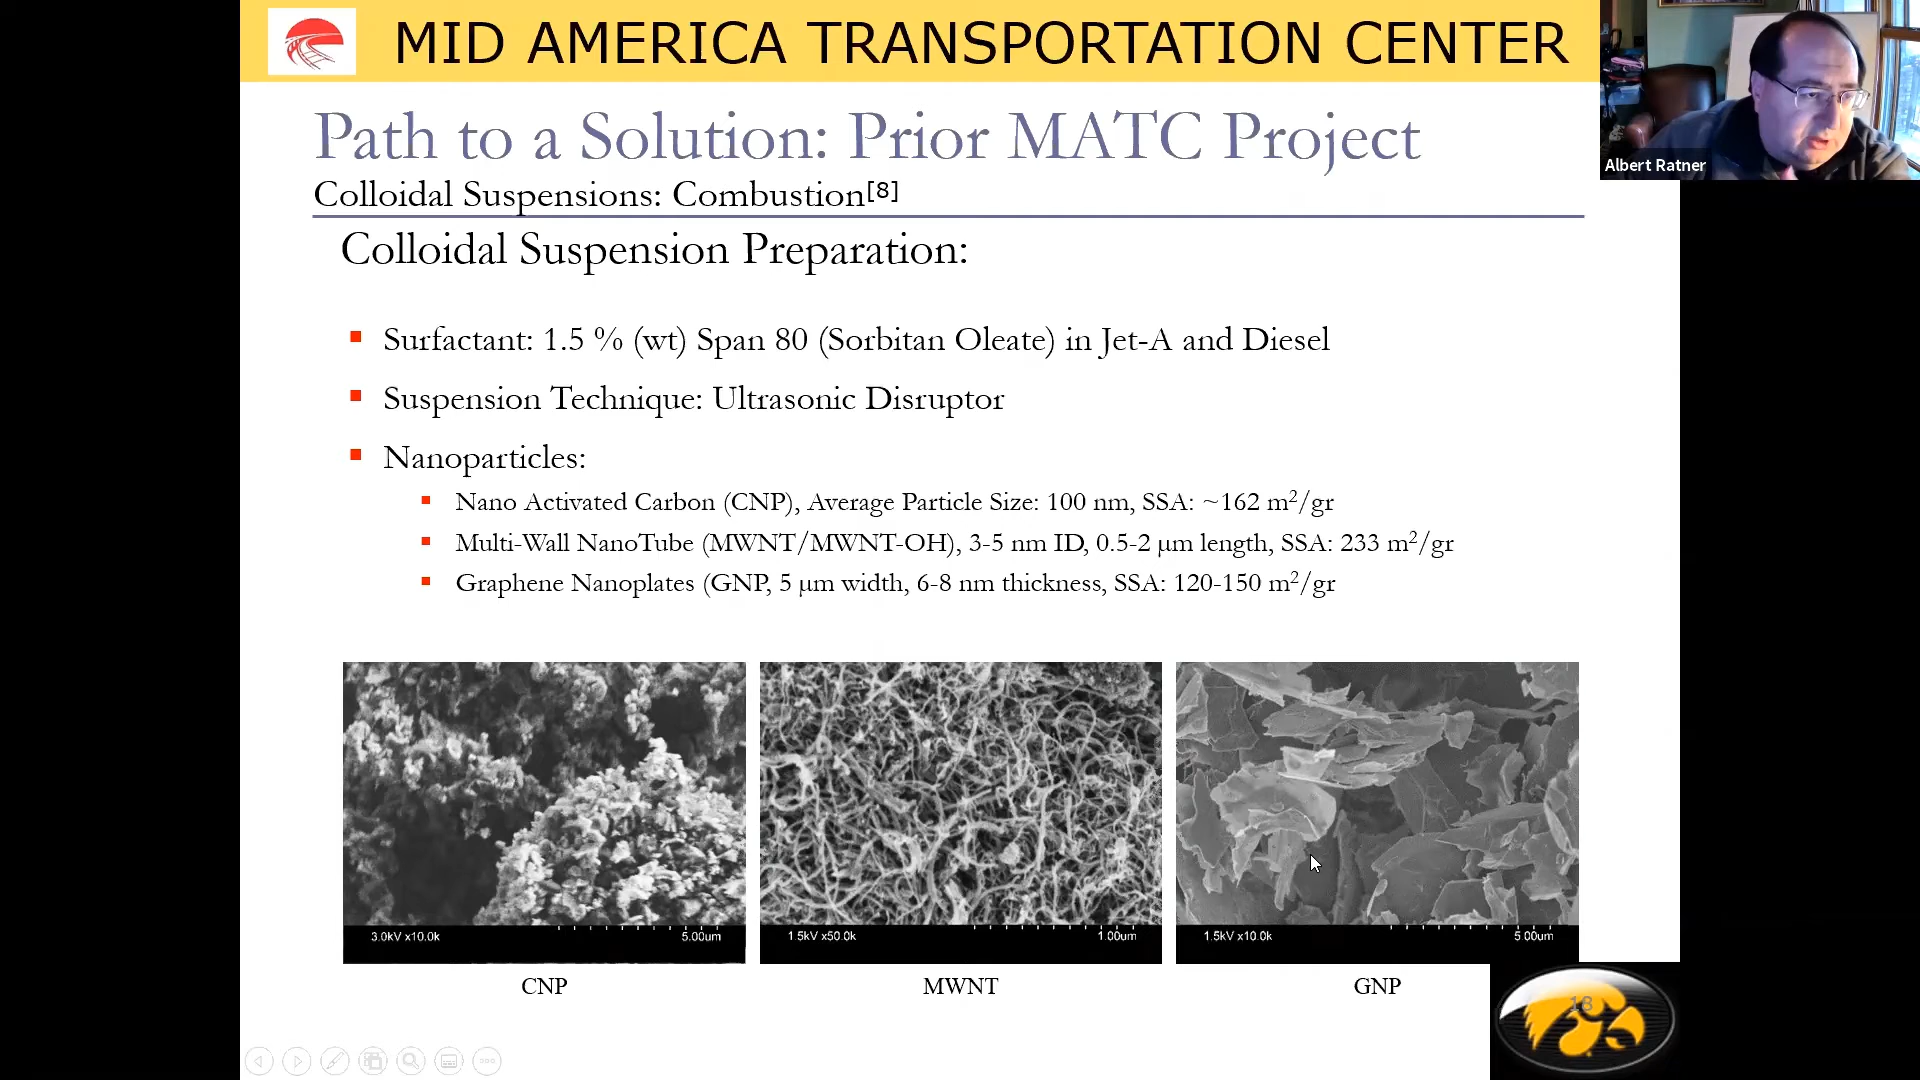 MID AMERICA TRANSPORTATION CENTER
Albert Ratner
Path to a Solution: Prior MATC Project
Colloidal Suspensions: Combustion[8]
Colloidal Suspension Preparation:
Surfactant: 1.5 % (wt) Span 80 (Sorbitan Oleate) in Jet-A and Diesel
Suspension Technique: Ultrasonic Disruptor
Nanoparticles:
Nano Activated Carbon (CNP), Average Particle Size: 100 nm, SSA: ~162 m²/gr
Multi-Wall NanoTube (MWNT/MWNT-OH), 3-5 nm ID, 0.5-2 µm length, SSA: 233 m²/gr
Graphene Nanoplates (GNP, 5 µm width, 6-8 nm thickness, SSA: 120-150 m²/gr
3.0kV x10.0k 5.00um
1.5kV x50.0k 1.00um
1.5kV x10.0k 5.00um
CNP
MWNT
GNP
18